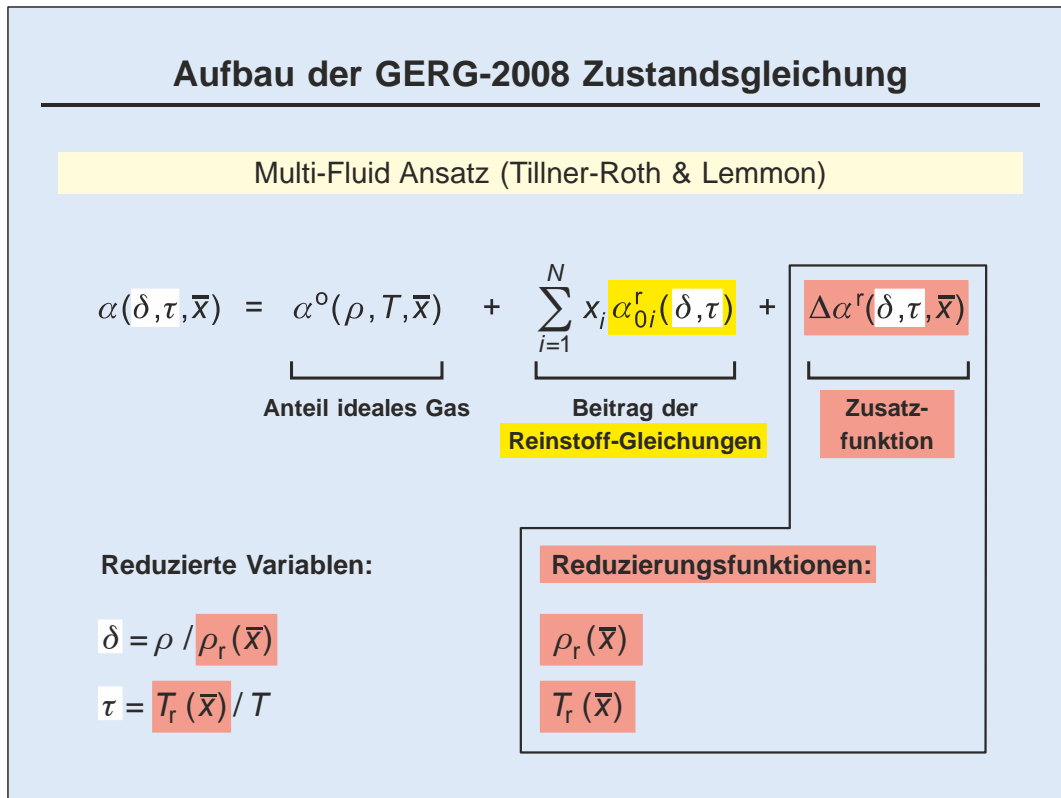 Aufbau der GERG-2008 Zustandsgleichung
Multi-Fluid Ansatz (Tillner-Roth & Lemmon)
α(δ,τ,x̅) = αᵒ(ρ,T,x̅) + ∑_{i=1}^{N} x_i α^r_{0i}(δ,τ) + Δα^r(δ,τ,x̅)
Anteil ideales Gas
Beitrag der
Reinstoff-Gleichungen
Zusatz-
funktion
Reduzierte Variablen:
δ = ρ / ρ_r (x̅)
τ = T_r (x̅) / T
Reduzierungsfunktionen:
ρ_r (x̅)
T_r (x̅)